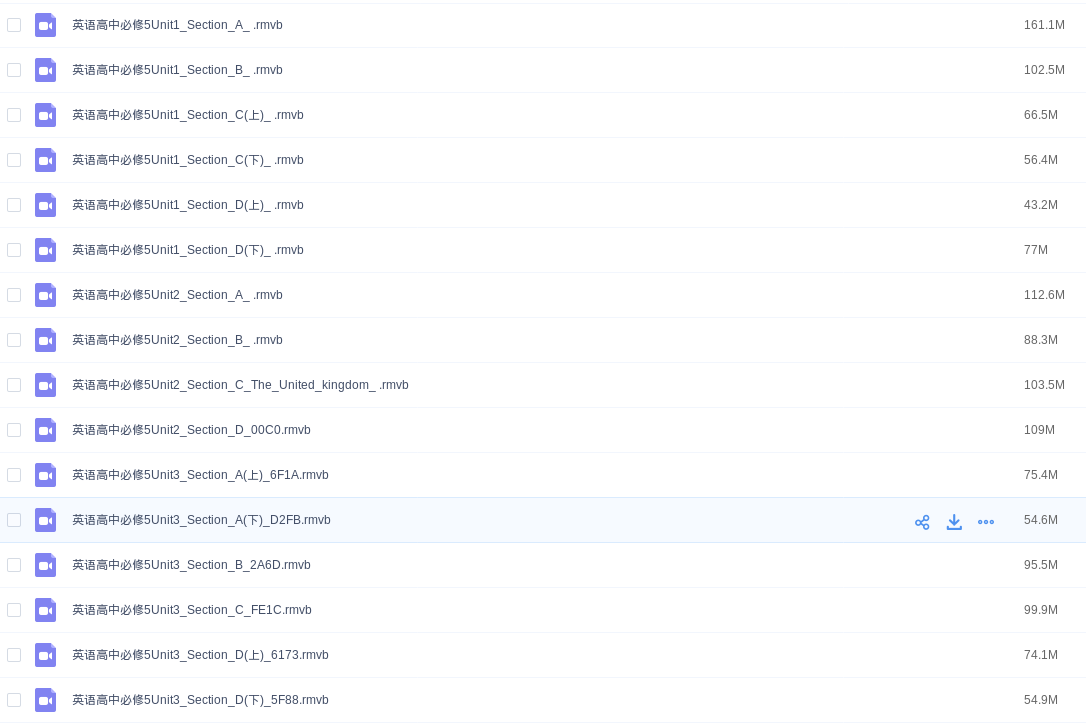 英语高中必修5Unit1_Section_A_ .rmvb 161.1M
英语高中必修5Unit1_Section_B_ .rmvb 102.5M
英语高中必修5Unit1_Section_C(上)_ .rmvb 66.5M
英语高中必修5Unit1_Section_C(下)_ .rmvb 56.4M
英语高中必修5Unit1_Section_D(上)_ .rmvb 43.2M
英语高中必修5Unit1_Section_D(下)_ .rmvb 77M
英语高中必修5Unit2_Section_A_ .rmvb 112.6M
英语高中必修5Unit2_Section_B_ .rmvb 88.3M
英语高中必修5Unit2_Section_C_The_United_kingdom_ .rmvb 103.5M
英语高中必修5Unit2_Section_D_00C0.rmvb 109M
英语高中必修5Unit3_Section_A(上)_6F1A.rmvb 75.4M
英语高中必修5Unit3_Section_A(下)_D2FB.rmvb 54.6M
英语高中必修5Unit3_Section_B_2A6D.rmvb 95.5M
英语高中必修5Unit3_Section_C_FE1C.rmvb 99.9M
英语高中必修5Unit3_Section_D(上)_6173.rmvb 74.1M
英语高中必修5Unit3_Section_D(下)_5F88.rmvb 54.9M